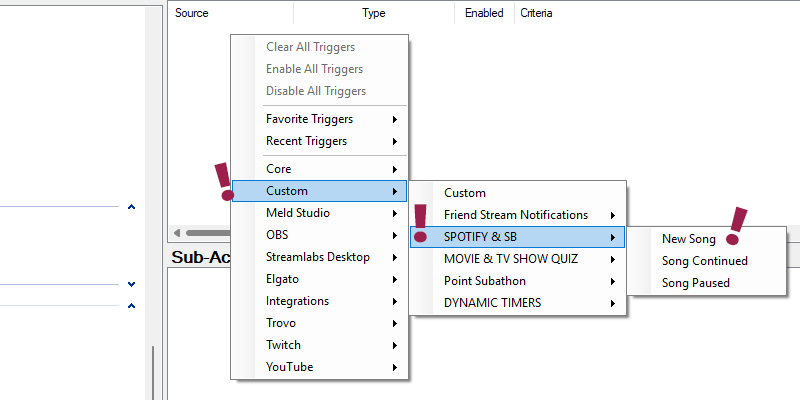 Source Type Enabled Criteria
Clear All Triggers
Enable All Triggers
Disable All Triggers
Favorite Triggers
Recent Triggers
Core
Custom
Meld Studio
OBS
Streamlabs Desktop
Elgato
Integrations
Trovo
Twitch
YouTube
Custom
Friend Stream Notifications
SPOTIFY & SB
MOVIE & TV SHOW QUIZ
Point Subathon
DYNAMIC TIMERS
New Song
Song Continued
Song Paused